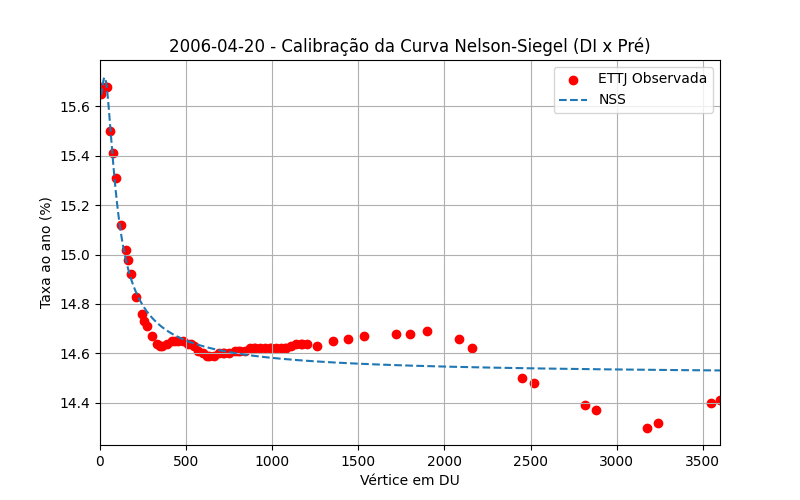 2006-04-20 - Calibração da Curva Nelson-Siegel (DI x Pré)
ETTJ Observada
NSS
Taxa ao ano (%)
15.6
15.4
15.2
15.0
14.8
14.6
14.4
0 500 1000 1500 2000 2500 3000 3500
Vértice em DU